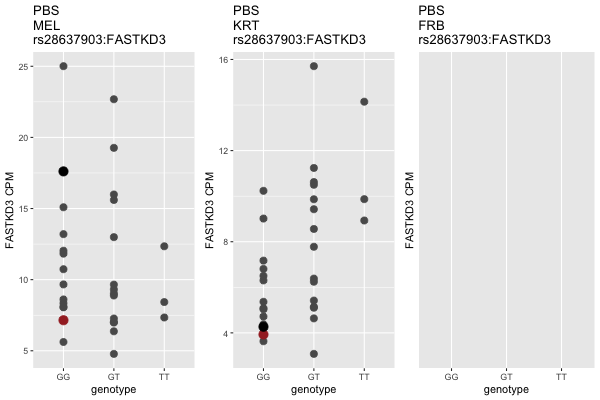 PBS
MEL
rs28637903:FASTKD3
PBS
KRT
rs28637903:FASTKD3
PBS
FRB
rs28637903:FASTKD3
FASTKD3 CPM
25
20
15
10
5
GG GT TT
genotype
FASTKD3 CPM
16
12
8
4
GG GT TT
genotype
FASTKD3 CPM
GG GT TT
genotype